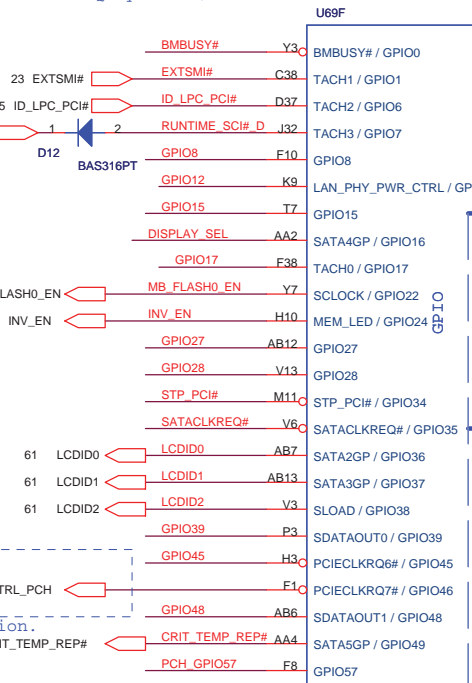 U69F
BMBUSY# Y3 BMBUSY# / GPIO0
23 EXTSMI# EXTSMI# C38 TACH1 / GPIO1
5 ID_LPC_PCI# ID_LPC_PCI# D37 TACH2 / GPIO6
1 2 RUNTIME_SCI#_D J32 TACH3 / GPIO7
D12 BAS316PT
GPIO8 F10 GPIO8
GPIO12 K9 LAN_PHY_PWR_CTRL / GP
GPIO15 T7 GPIO15
DISPLAY_SEL AA2 SATA4GP / GPIO16
GPIO17 F38 TACH0 / GPIO17
LASH0_EN MB_FLASH0_EN Y7 SCLOCK / GPIO22
GPIO
INV_EN INV_EN H10 MEM_LED / GPIO24
GPIO27 AB12 GPIO27
GPIO28 V13 GPIO28
STP_PCI# M11 STP_PCI# / GPIO34
SATACLKREQ# V6 SATACLKREQ# / GPIO35
61 LCDID0 LCDID0 AB7 SATA2GP / GPIO36
61 LCDID1 LCDID1 AB13 SATA3GP / GPIO37
61 LCDID2 LCDID2 V3 SLOAD / GPIO38
GPIO39 P3 SDATAOUT0 / GPIO39
GPIO45 H3 PCIECLKRQ6# / GPIO45
TRL_PCH F1 PCIECLKRQ7# / GPIO46
GPIO48 AB6 SDATAOUT1 / GPIO48
ion.
IT_TEMP_REP# CRIT_TEMP_REP# AA4 SATA5GP / GPIO49
PCH_GPIO57 F8 GPIO57